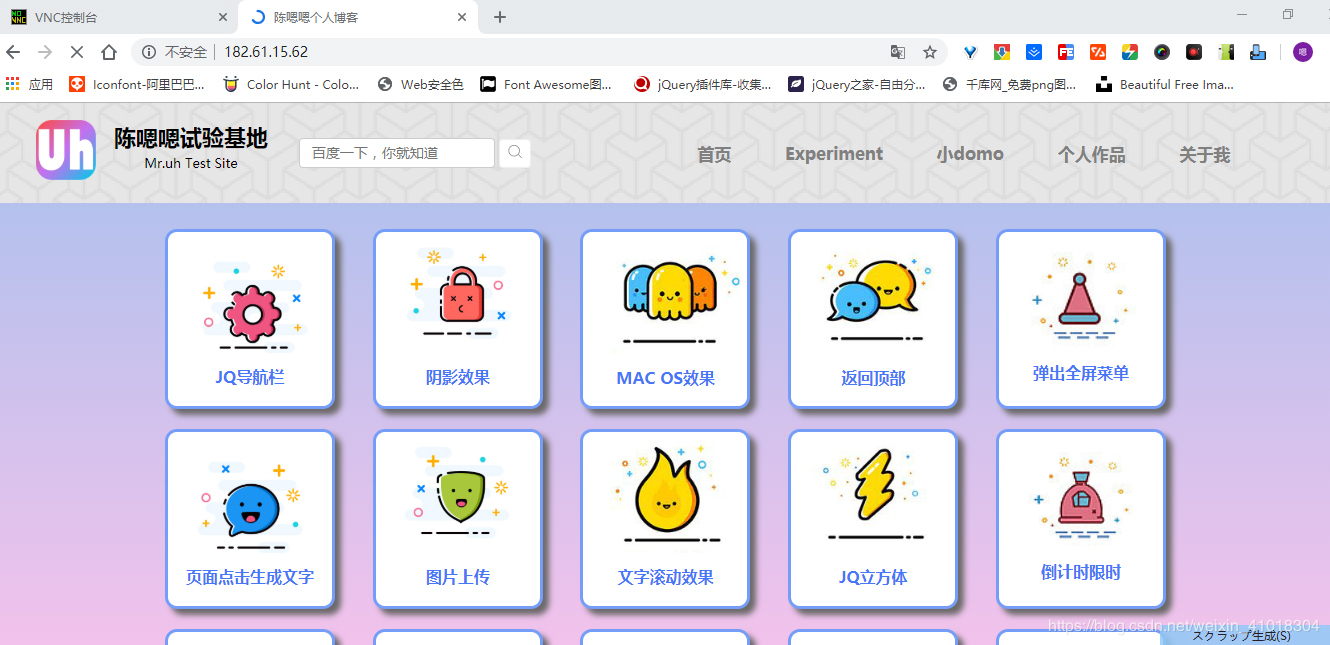 VNC控制台
陈嗯嗯个人博客
不安全
182.61.15.62
应用
Iconfont-阿里巴巴...
Color Hunt - Colo...
Web安全色
Font Awesome图...
jQuery插件库-收集...
jQuery之家-自由分...
千库网_免费png图...
Beautiful Free Ima...
Uh
陈嗯嗯试验基地
Mr.uh Test Site
百度一下，你就知道
首页
Experiment
小domo
个人作品
关于我
JQ导航栏
阴影效果
MAC OS效果
返回顶部
弹出全屏菜单
页面点击生成文字
图片上传
文字滚动效果
JQ立方体
倒计时限时
https://blog.csdn.net/weixin_41018304
スクラップ生成(S)